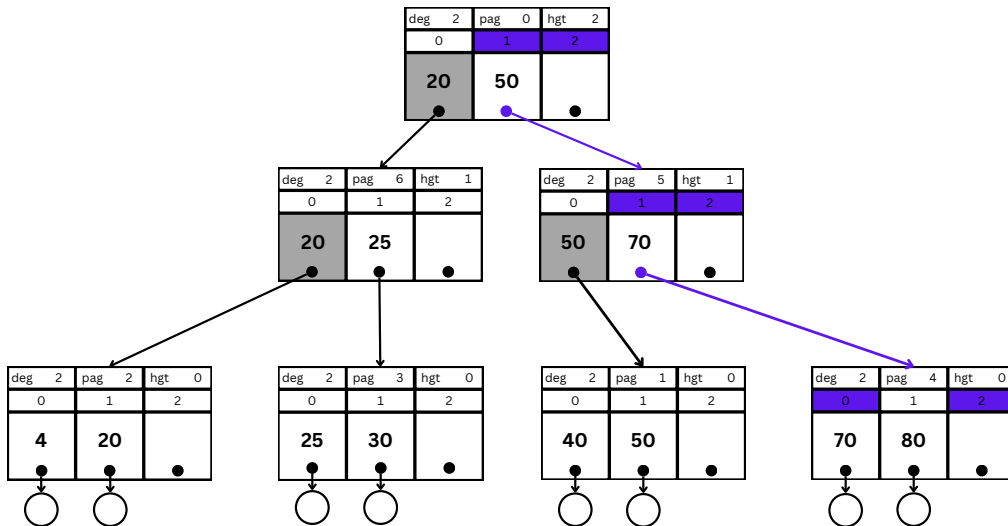 deg 2 pag 0 hgt 2
0 1 2
20 50
deg 2 pag 6 hgt 1
0 1 2
20 25
deg 2 pag 5 hgt 1
0 1 2
50 70
deg 2 pag 2 hgt 0
0 1 2
4 20
deg 2 pag 3 hgt 0
0 1 2
25 30
deg 2 pag 1 hgt 0
0 1 2
40 50
deg 2 pag 4 hgt 0
0 1 2
70 80